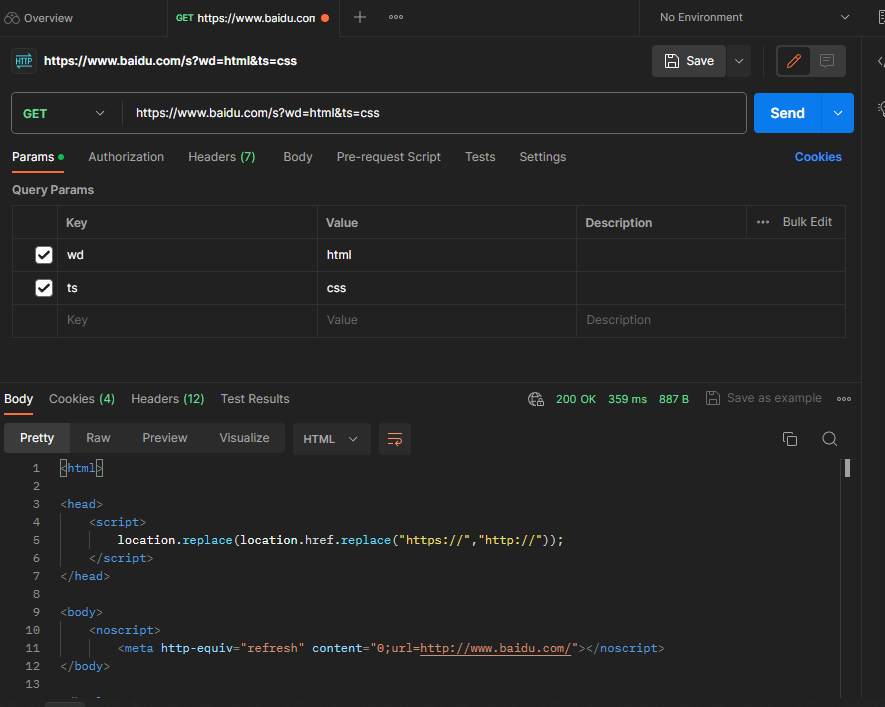 Overview
GET https://www.baidu.con
No Environment
HTTP https://www.baidu.com/s?wd=html&ts=css
Save
GET https://www.baidu.com/s?wd=html&ts=css
Send
Params Authorization Headers (7) Body Pre-request Script Tests Settings Cookies
Query Params
Key Value Description Bulk Edit
wd html
ts css
Key Value Description
Body Cookies (4) Headers (12) Test Results 200 OK 359 ms 887 B Save as example
Pretty Raw Preview Visualize HTML
1 <html>
2
3 <head>
4 <script>
5 location.replace(location.href.replace("https://","http://"));
6 </script>
7 </head>
8
9 <body>
10 <noscript>
11 <meta http-equiv="refresh" content="0;url=http://www.baidu.com/"></noscript>
12 </body>
13